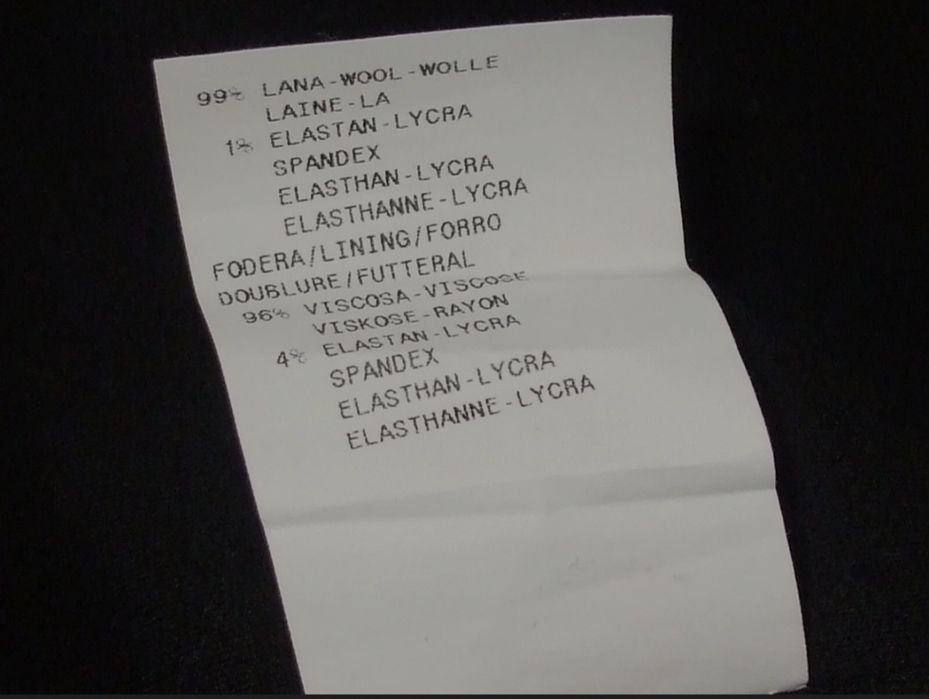 99% LANA-WOOL-WOLLE
LAINE-LA
1% ELASTAN-LYCRA
SPANDEX
ELASTHAN-LYCRA
ELASTHANNE-LYCRA
FODERA/LINING/FORRO
DOUBLURE/FUTTERAL
96% VISCOSA-VISCOSE
VISKOSE-RAYON
4% ELASTAN-LYCRA
SPANDEX
ELASTHAN-LYCRA
ELASTHANNE-LYCRA